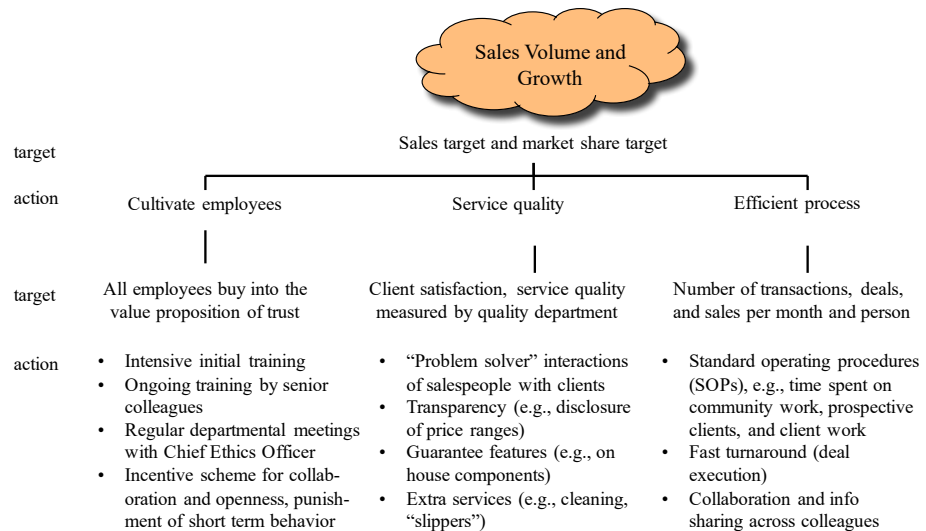 Sales Volume and
Growth
target
Sales target and market share target
action
Cultivate employees
Service quality
Efficient process
target
All employees buy into the
value proposition of trust
Client satisfaction, service quality
measured by quality department
Number of transactions, deals,
and sales per month and person
action
• Intensive initial training
• Ongoing training by senior
colleagues
• Regular departmental meetings
with Chief Ethics Officer
• Incentive scheme for collab-
oration and openness, punish-
ment of short term behavior
• “Problem solver” interactions
of salespeople with clients
• Transparency (e.g., disclosure
of price ranges)
• Guarantee features (e.g., on
house components)
• Extra services (e.g., cleaning,
“slippers”)
• Standard operating procedures
(SOPs), e.g., time spent on
community work, prospective
clients, and client work
• Fast turnaround (deal
execution)
• Collaboration and info
sharing across colleagues